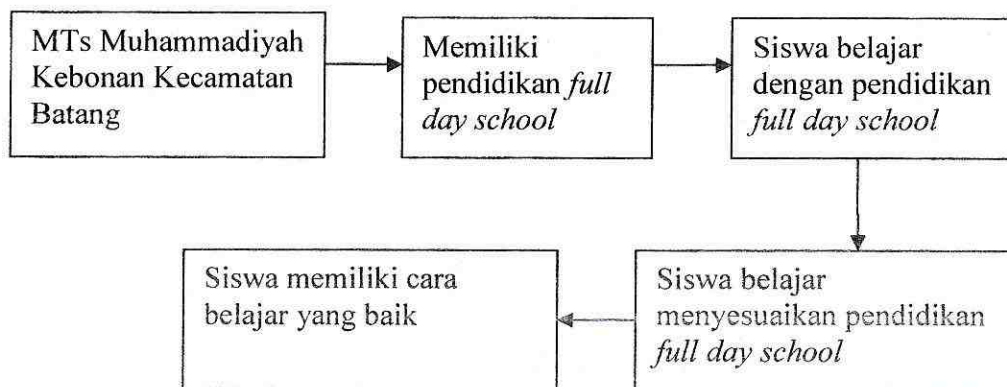 MTs Muhammadiyah
Kebonan Kecamatan
Batang
Memiliki
pendidikan full
day school
Siswa belajar
dengan pendidikan
full day school
Siswa belajar
menyesuaikan pendidikan
full day school
Siswa memiliki cara
belajar yang baik